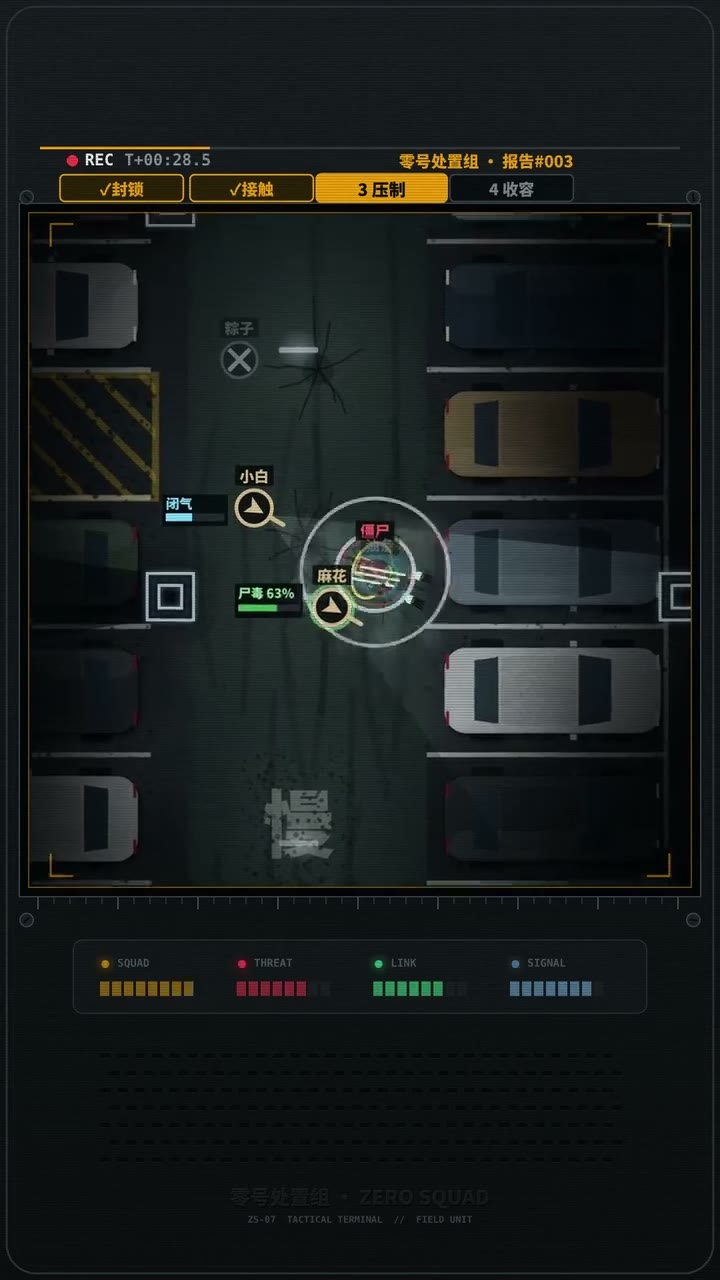 REC T+00:28.5
零号处置组 · 报告#003
✓封锁
✓接触
3 压制
4 收容
粽子
小白
闭气
僵尸
麻花
尸毒 63%
慢
SQUAD
THREAT
LINK
SIGNAL
零号处置组 · ZERO SQUAD
ZS-07 TACTICAL TERMINAL // FIELD UNIT